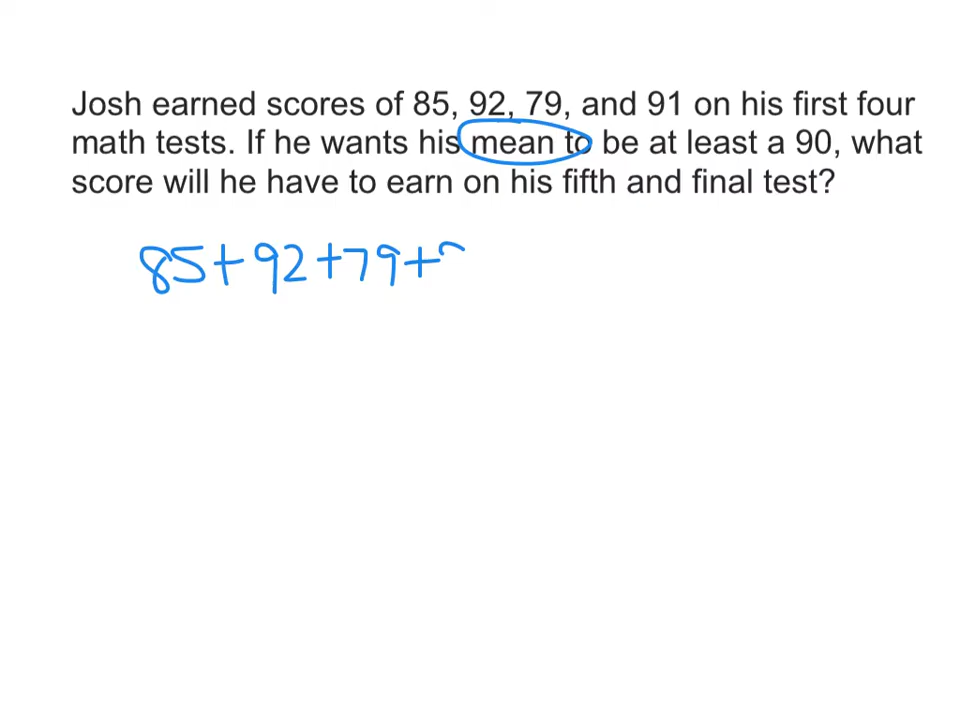 Josh earned scores of 85, 92, 79, and 91 on his first four
math tests. If he wants his mean to be at least a 90, what
score will he have to earn on his fifth and final test?
85+92+79+